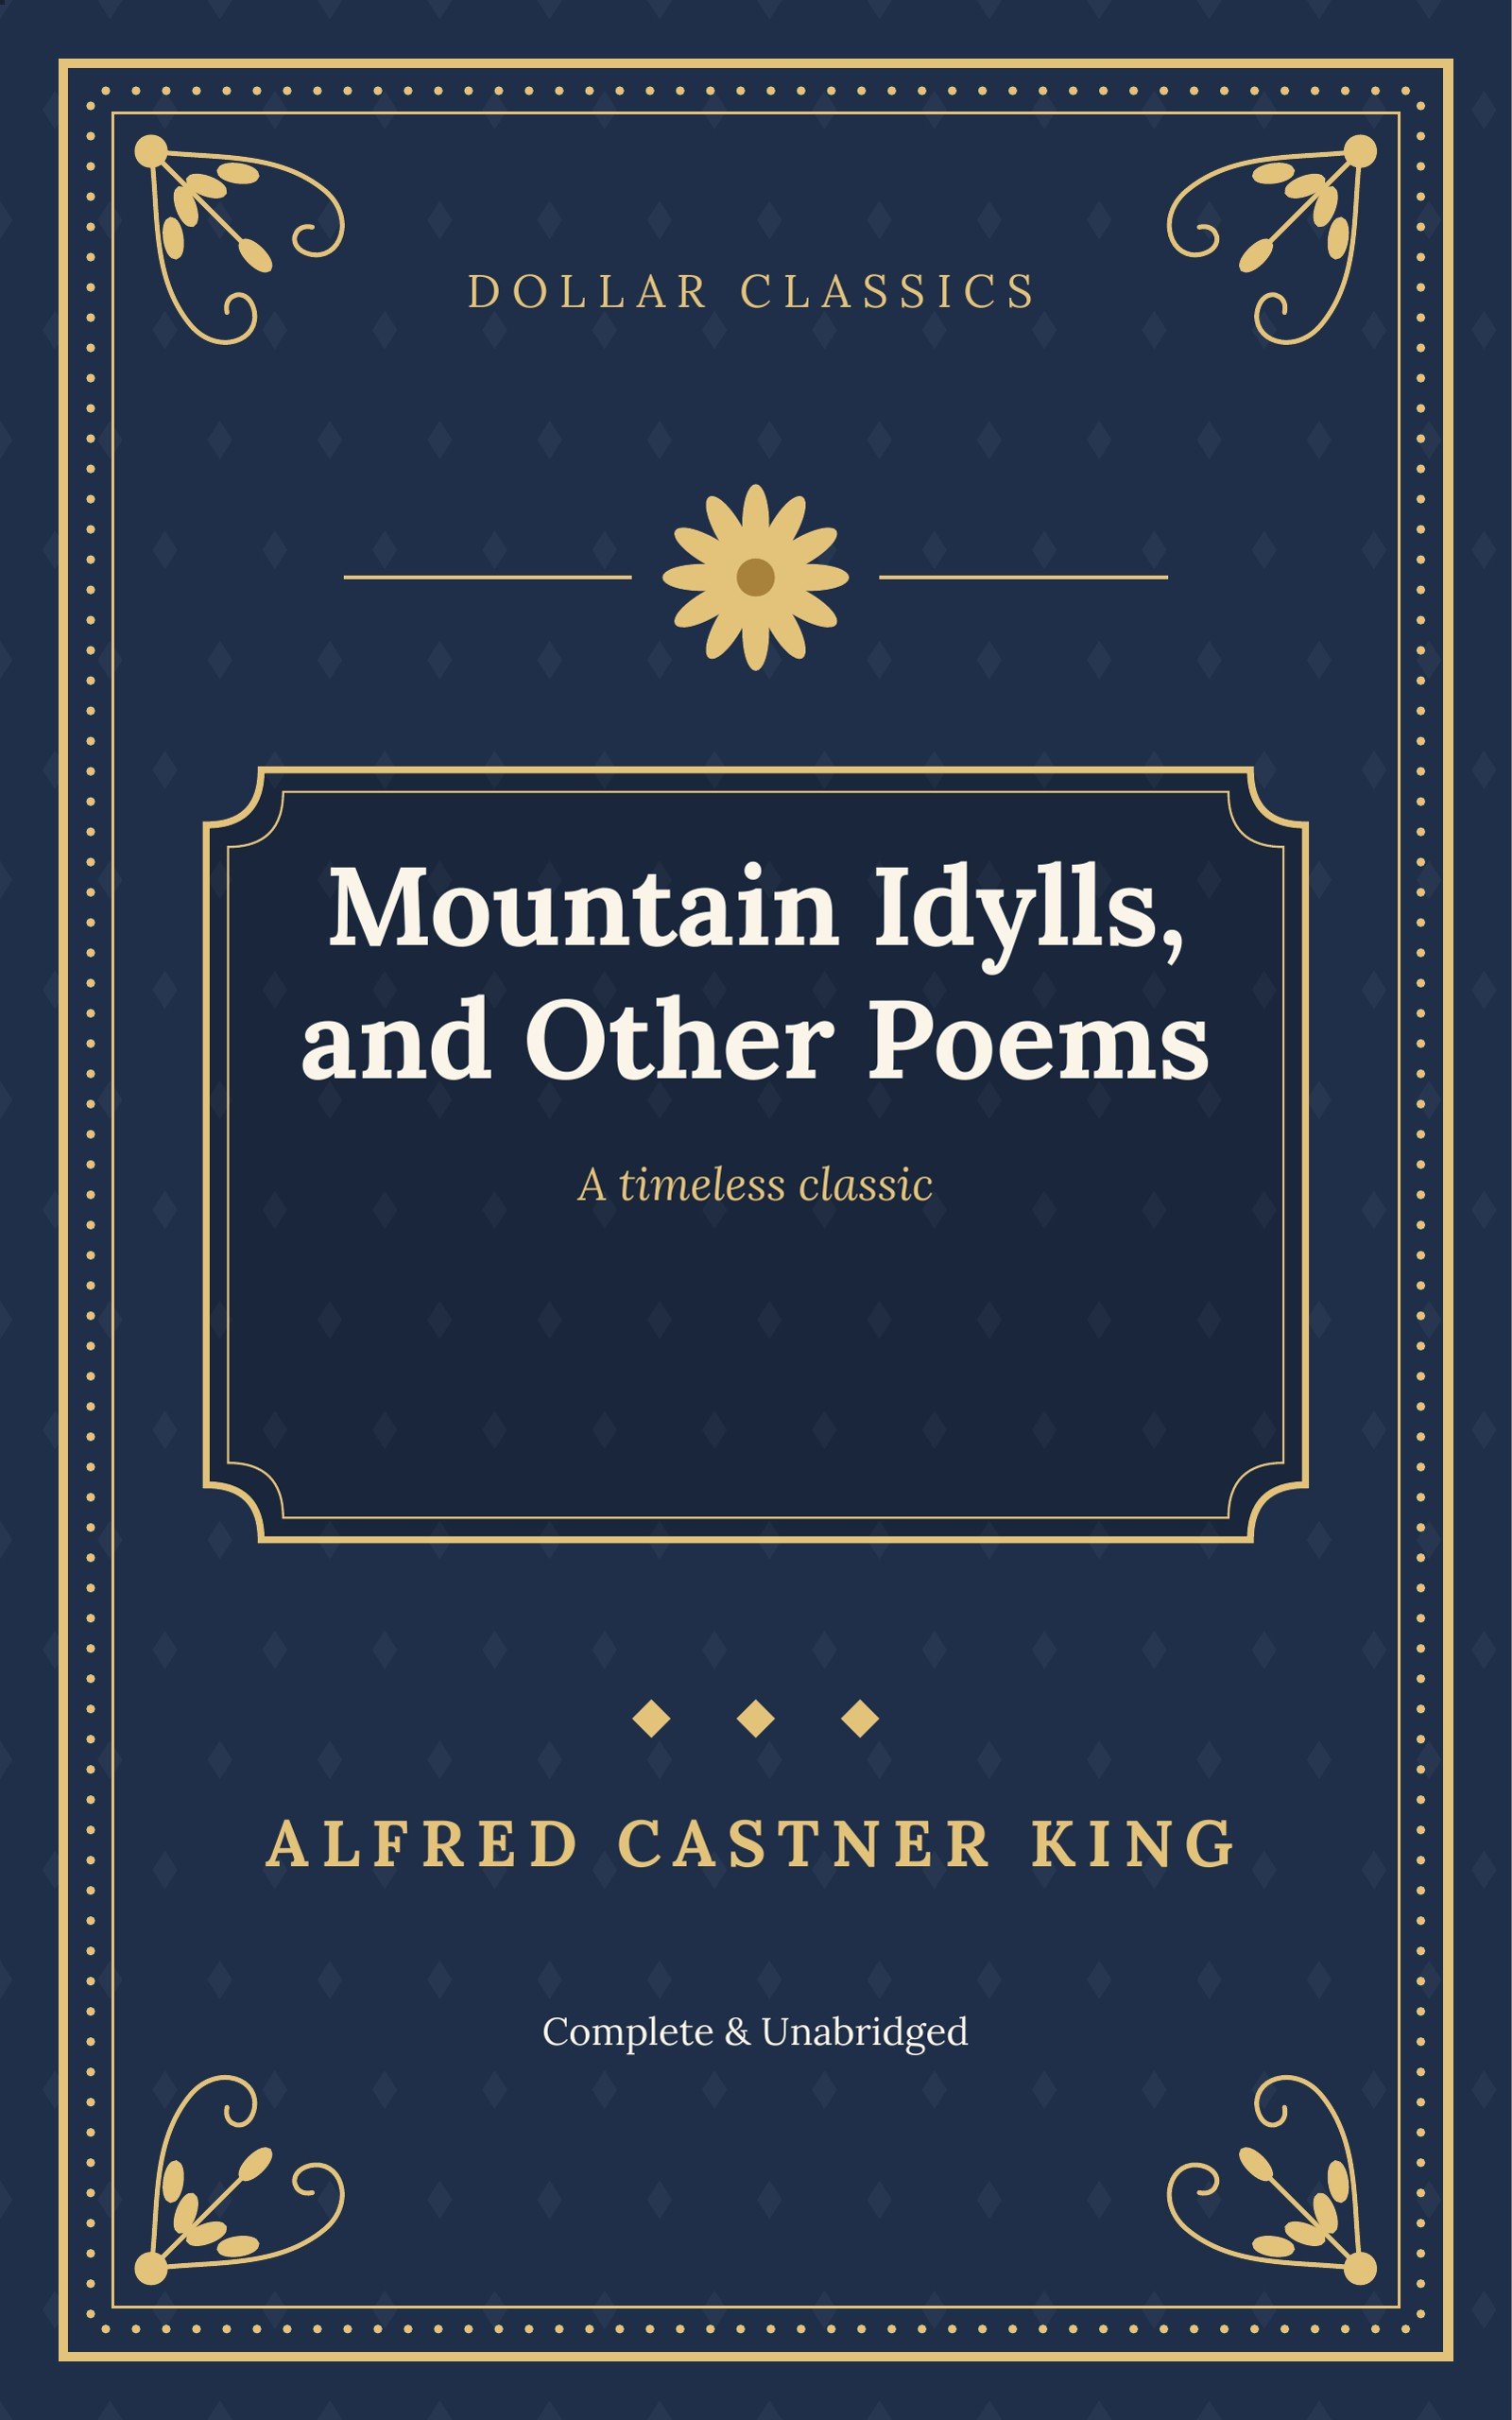 DOLLAR CLASSICS
Mountain Idylls,
and Other Poems
A timeless classic
ALFRED CASTNER KING
Complete & Unabridged